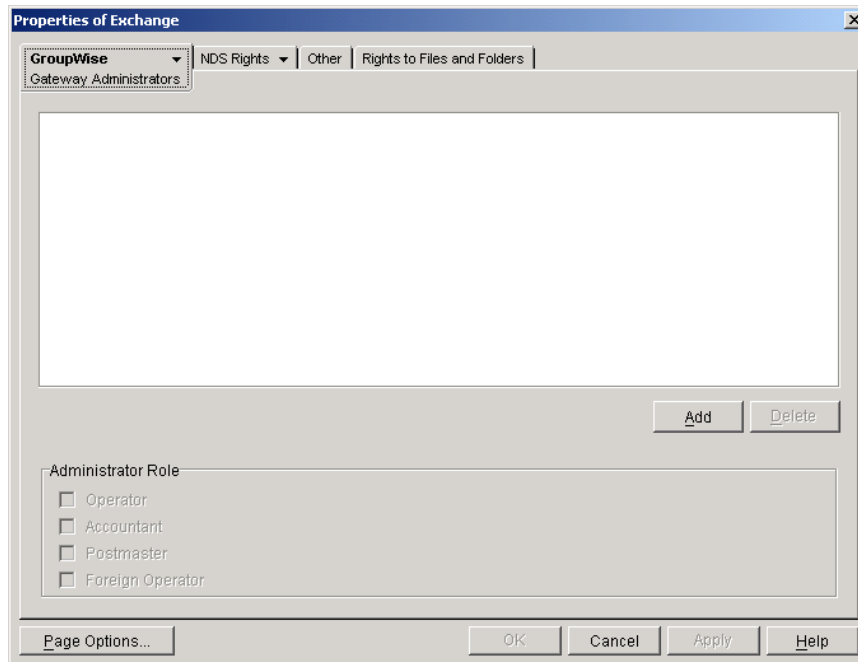 Properties of Exchange
GroupWise NDS Rights Other Rights to Files and Folders
Gateway Administrators
Add Delete
Administrator Role
Operator
Accountant
Postmaster
Foreign Operator
Page Options... OK Cancel Apply Help